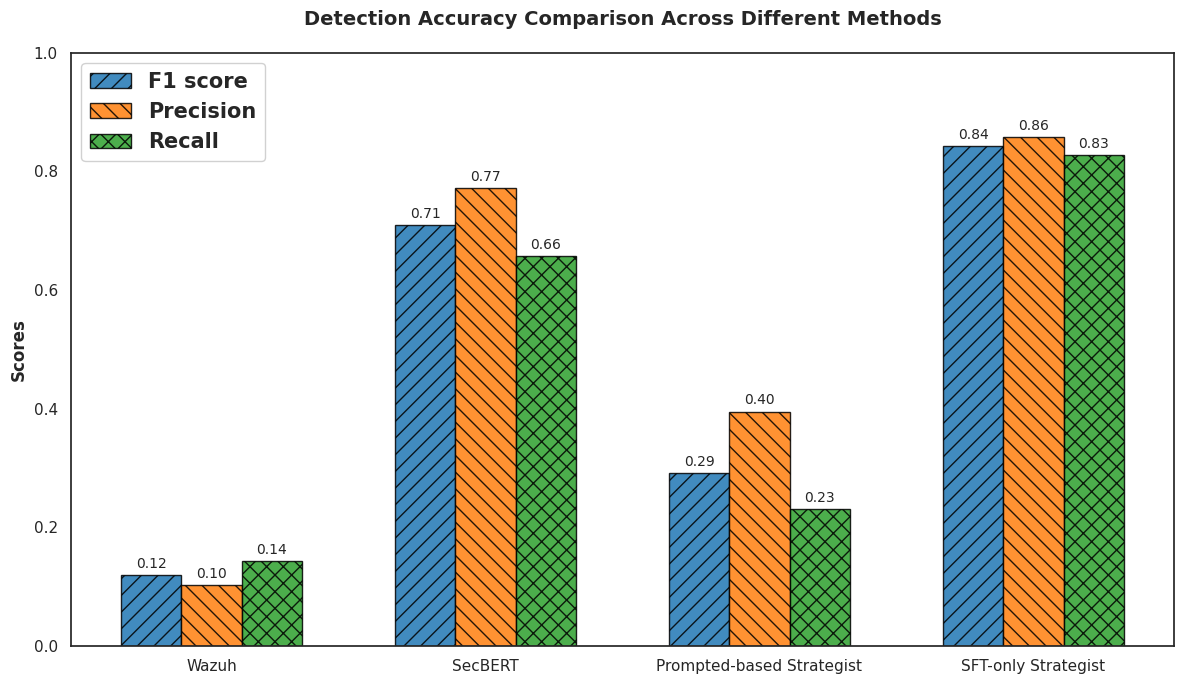 Detection Accuracy Comparison Across Different Methods
1.0
0.8
0.6
0.4
0.2
0.0
Scores
F1 score
Precision
Recall
0.12
0.10
0.14
0.71
0.77
0.66
0.29
0.40
0.23
0.84
0.86
0.83
Wazuh
SecBERT
Prompted-based Strategist
SFT-only Strategist